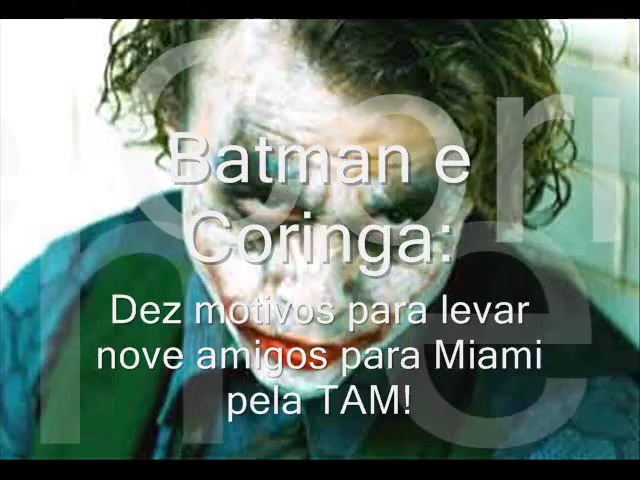 Batman e
Coringa:
Dez motivos para levar
nove amigos para Miami
pela TAM!